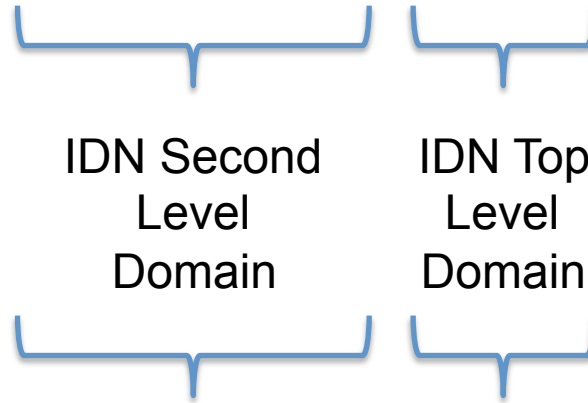 IDN Second
Level
Domain
IDN Top
Level
Domain